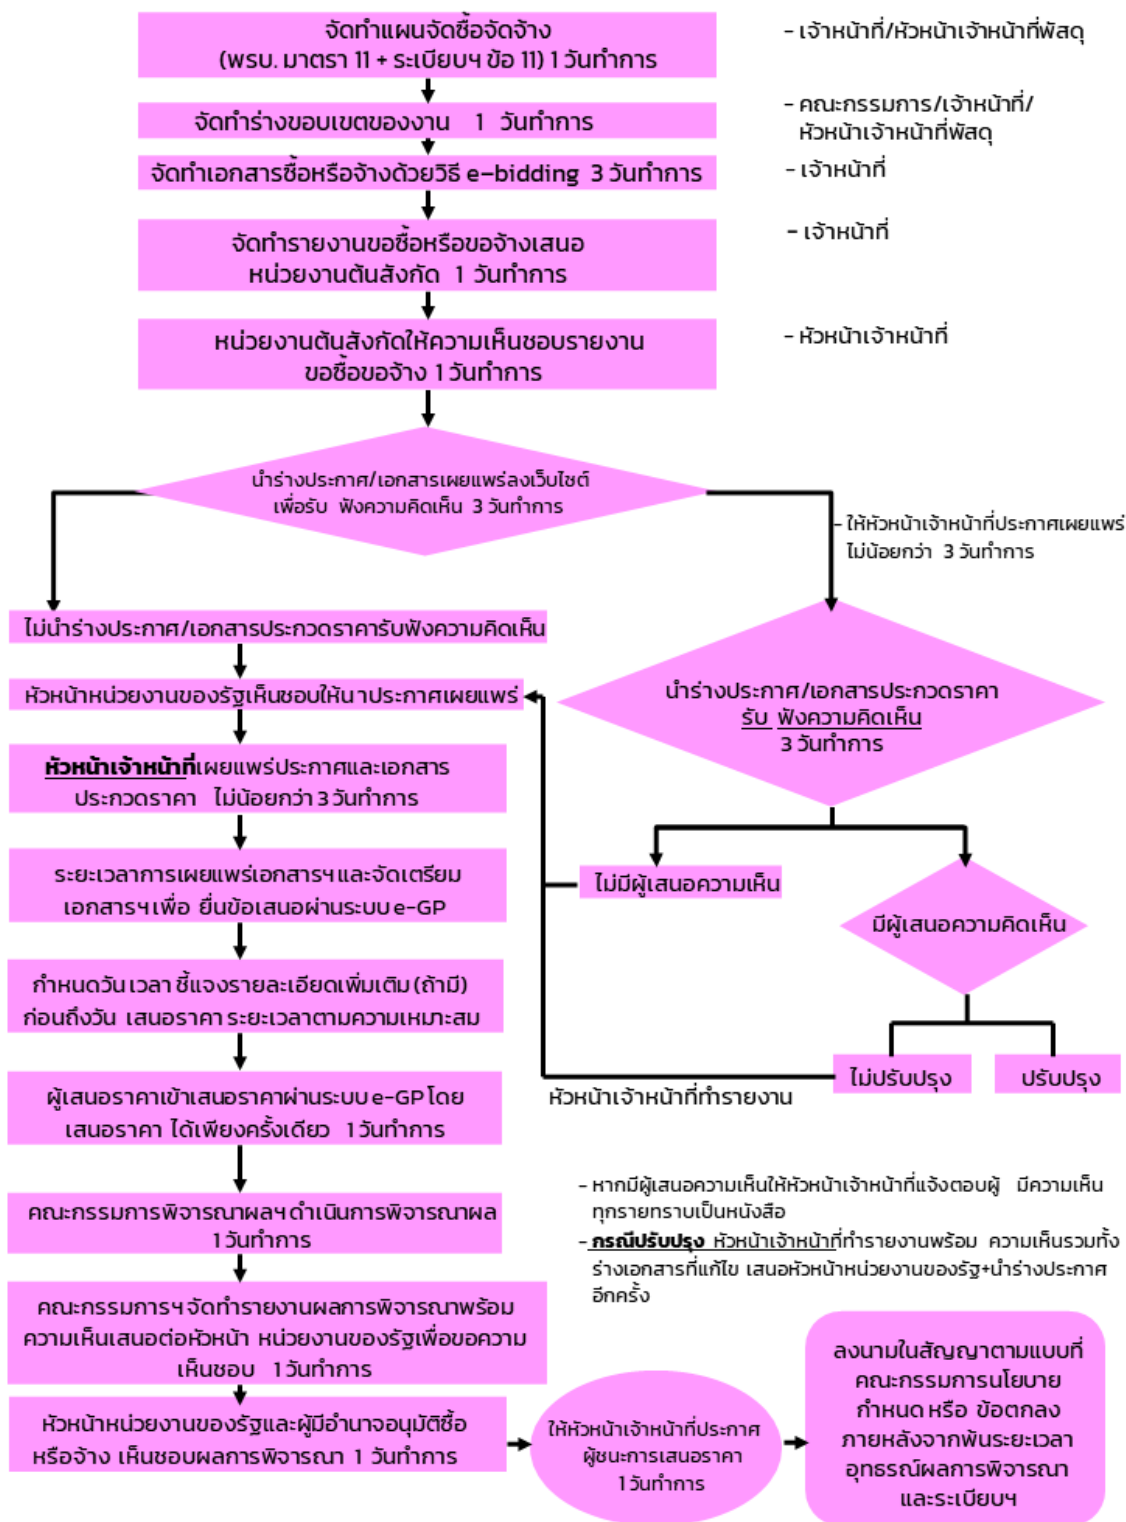 จัดทำแผนจัดซื้อจัดจ้าง
(พรบ. มาตรา 11 + ระเบียบฯ ข้อ 11) 1 วันทำการ
- เจ้าหน้าที่/หัวหน้าเจ้าหน้าที่พัสดุ
จัดทำร่างขอบเขตของงาน 1 วันทำการ
- คณะกรรมการ/เจ้าหน้าที่/
หัวหน้าเจ้าหน้าที่พัสดุ
จัดทำเอกสารซื้อหรือจ้างด้วยวิธี e-bidding 3 วันทำการ
- เจ้าหน้าที่
จัดทำรายงานขอซื้อหรือขอจ้างเสนอ
หน่วยงานต้นสังกัด 1 วันทำการ
- เจ้าหน้าที่
หน่วยงานต้นสังกัดให้ความเห็นชอบรายงาน
ขอซื้อขอจ้าง 1 วันทำการ
- หัวหน้าเจ้าหน้าที่
นำร่างประกาศ/เอกสารเผยแพร่ลงเว็บไซต์
เพื่อรับ ฟังความคิดเห็น 3 วันทำการ
- ให้หัวหน้าเจ้าหน้าที่ประกาศเผยแพร่
ไม่น้อยกว่า 3 วันทำการ
ไม่นำร่างประกาศ/เอกสารประกวดราคารับฟังความคิดเห็น
หัวหน้าหน่วยงานของรัฐเห็นชอบให้น าประกาศเผยแพร่
หัวหน้าเจ้าหน้าที่เผยแพร่ประกาศและเอกสาร
ประกวดราคา ไม่น้อยกว่า 3 วันทำการ
ระยะเวลาการเผยแพร่เอกสารฯ และจัดเตรียม
เอกสารฯ เพื่อ ยื่นข้อเสนอผ่านระบบ e-GP
กำหนดวัน เวลา ชี้แจงรายละเอียดเพิ่มเติม (ถ้ามี)
ก่อนถึงวัน เสนอราคา ระยะเวลาตามความเหมาะสม
ผู้เสนอราคาเข้าเสนอราคาผ่านระบบ e-GP โดย
เสนอราคา ได้เพียงครั้งเดียว 1 วันทำการ
คณะกรรมการพิจารณาผลฯ ดำเนินการพิจารณาผล
1 วันทำการ
คณะกรรมการฯ จัดทำรายงานผลการพิจารณาพร้อม
ความเห็นเสนอต่อหัวหน้า หน่วยงานของรัฐเพื่อขอความ
เห็นชอบ 1 วันทำการ
หัวหน้าหน่วยงานของรัฐและผู้มีอำนาจอนุมัติซื้อ
หรือจ้าง เห็นชอบผลการพิจารณา 1 วันทำการ
นำร่างประกาศ/เอกสารประกวดราคา
รับ ฟังความคิดเห็น
3 วันทำการ
ไม่มีผู้เสนอความเห็น
มีผู้เสนอความคิดเห็น
ไม่ปรับปรุง
ปรับปรุง
หัวหน้าเจ้าหน้าที่ทำรายงาน
- หากมีผู้เสนอความเห็นให้หัวหน้าเจ้าหน้าที่แจ้งตอบผู้ มีความเห็น
ทุกรายทราบเป็นหนังสือ
- กรณีปรับปรุง หัวหน้าเจ้าหน้าที่ทำรายงานพร้อม ความเห็นรวมทั้ง
ร่างเอกสารที่แก้ไข เสนอหัวหน้าหน่วยงานของรัฐ+นำร่างประกาศ
อีกครั้ง
ให้หัวหน้าเจ้าหน้าที่ประกาศ
ผู้ชนะการเสนอราคา
1 วันทำการ
ลงนามในสัญญาตามแบบที่
คณะกรรมการนโยบาย
กำหนด หรือ ข้อตกลง
ภายหลังจากพ้นระยะเวลา
อุทธรณ์ผลการพิจารณา
และระเบียบฯ